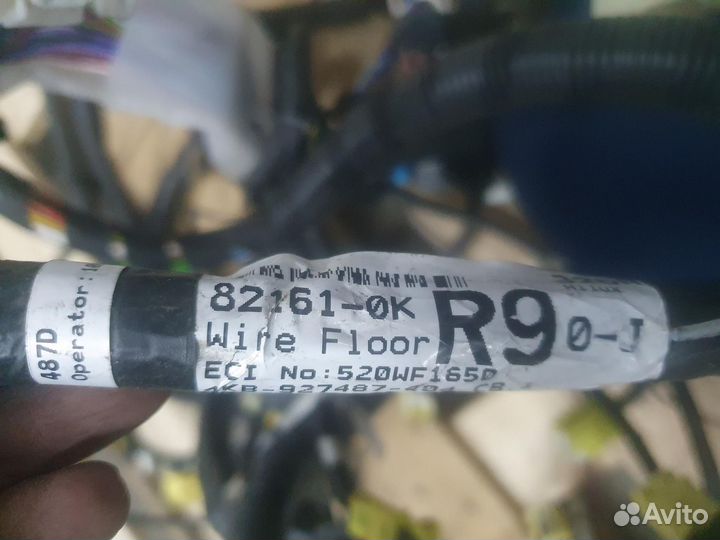 487D
Operator:
82161-0K R9 0-J
Wire Floor
ECI No:520WF165D
Avito